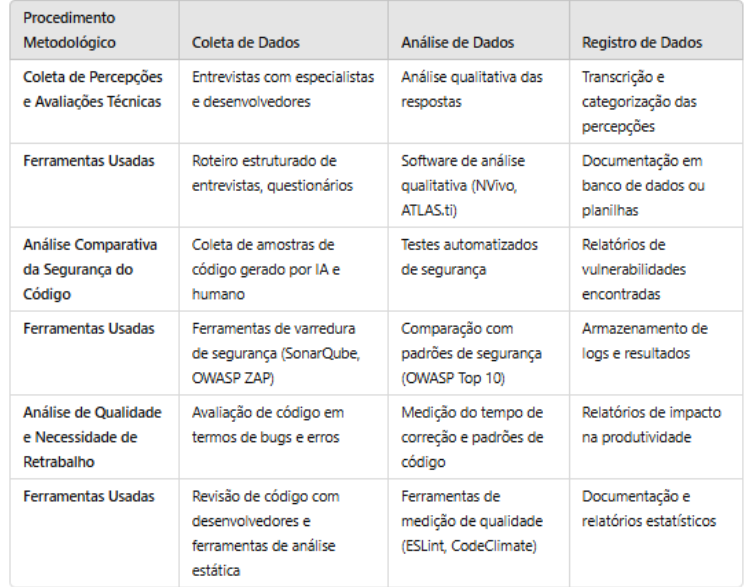 Procedimento
Metodológico
Coleta de Dados
Análise de Dados
Registro de Dados
Coleta de Percepções
e Avaliações Técnicas
Entrevistas com especialistas
e desenvolvedores
Análise qualitativa das
respostas
Transcrição e
categorização das
percepções
Ferramentas Usadas
Roteiro estruturado de
entrevistas, questionários
Software de análise
qualitativa (NVivo,
ATLAS.ti)
Documentação em
banco de dados ou
planilhas
Análise Comparativa
da Segurança do
Código
Coleta de amostras de
código gerado por IA e
humano
Testes automatizados
de segurança
Relatórios de
vulnerabilidades
encontradas
Ferramentas Usadas
Ferramentas de varredura
de segurança (SonarQube,
OWASP ZAP)
Comparação com
padrões de segurança
(OWASP Top 10)
Armazenamento de
logs e resultados
Análise de Qualidade
e Necessidade de
Retrabalho
Avaliação de código em
termos de bugs e erros
Medição do tempo de
correção e padrões de
código
Relatórios de impacto
na produtividade
Ferramentas Usadas
Revisão de código com
desenvolvedores e
ferramentas de análise
estática
Ferramentas de
medição de qualidade
(ESLint, CodeClimate)
Documentação e
relatórios estatísticos